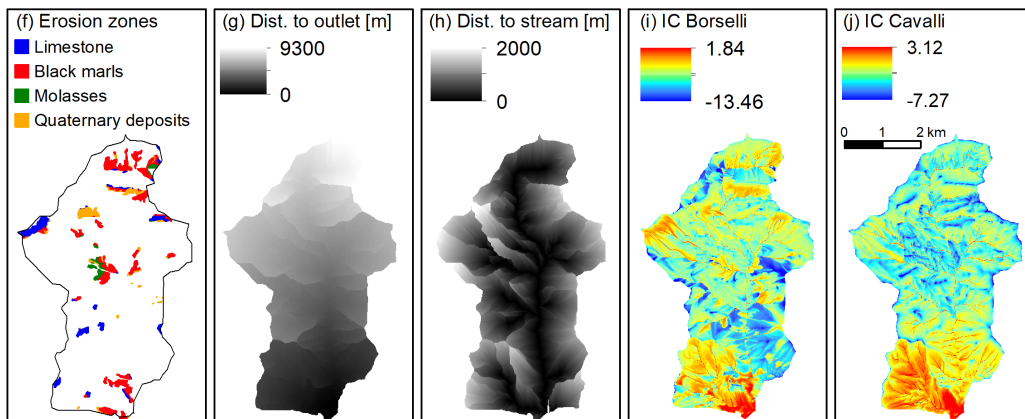 (f) Erosion zones
Limestone
Black marls
Molasses
Quaternary deposits
(g) Dist. to outlet [m]
9300
0
(h) Dist. to stream [m]
2000
0
(i) IC Borselli
1.84
-13.46
(j) IC Cavalli
3.12
-7.27
0 1 2 km